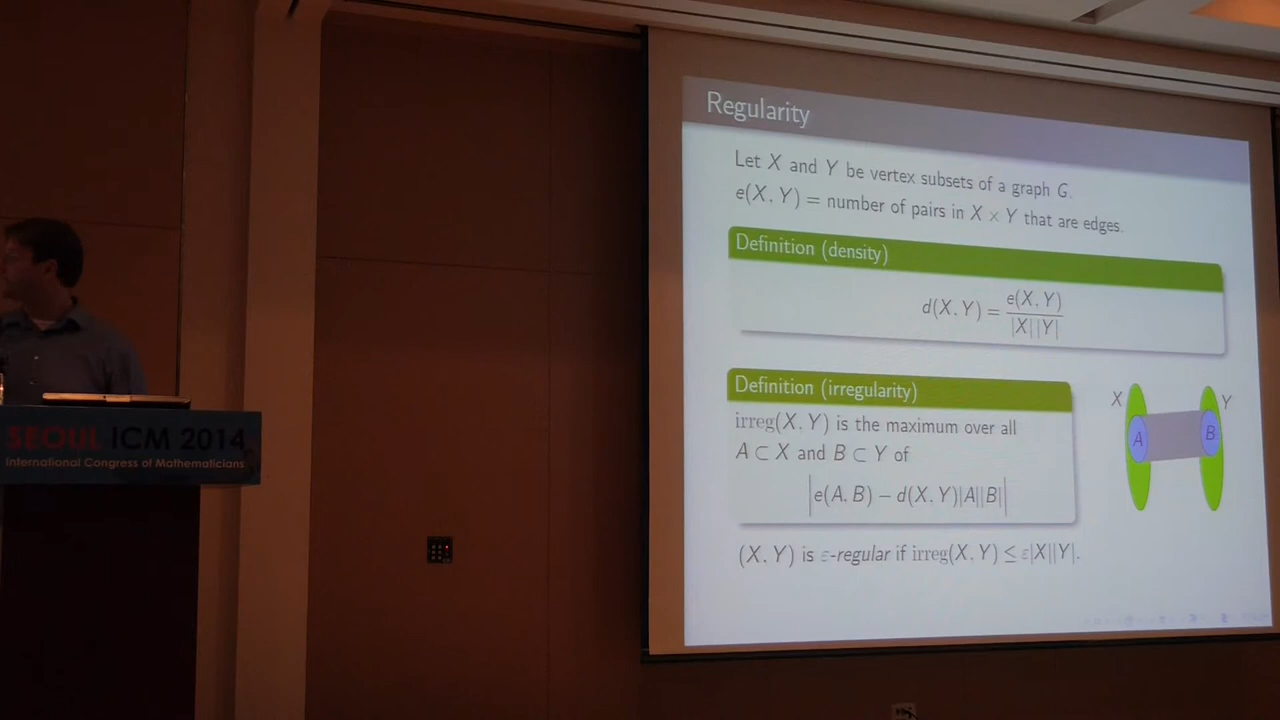 Regularity
Let X and Y be vertex subsets of a graph G.
e(X, Y) = number of pairs in X × Y that are edges.
Definition (density)
d(X, Y) = e(X, Y) / |X||Y|
Definition (irregularity)
irreg(X, Y) is the maximum over all
A ⊂ X and B ⊂ Y of
|e(A, B) − d(X, Y)|A||B||
(X, Y) is ε-regular if irreg(X, Y) ≤ ε|X||Y|.
X Y
A B
SEOUL ICM 2014
International Congress of Mathematicians